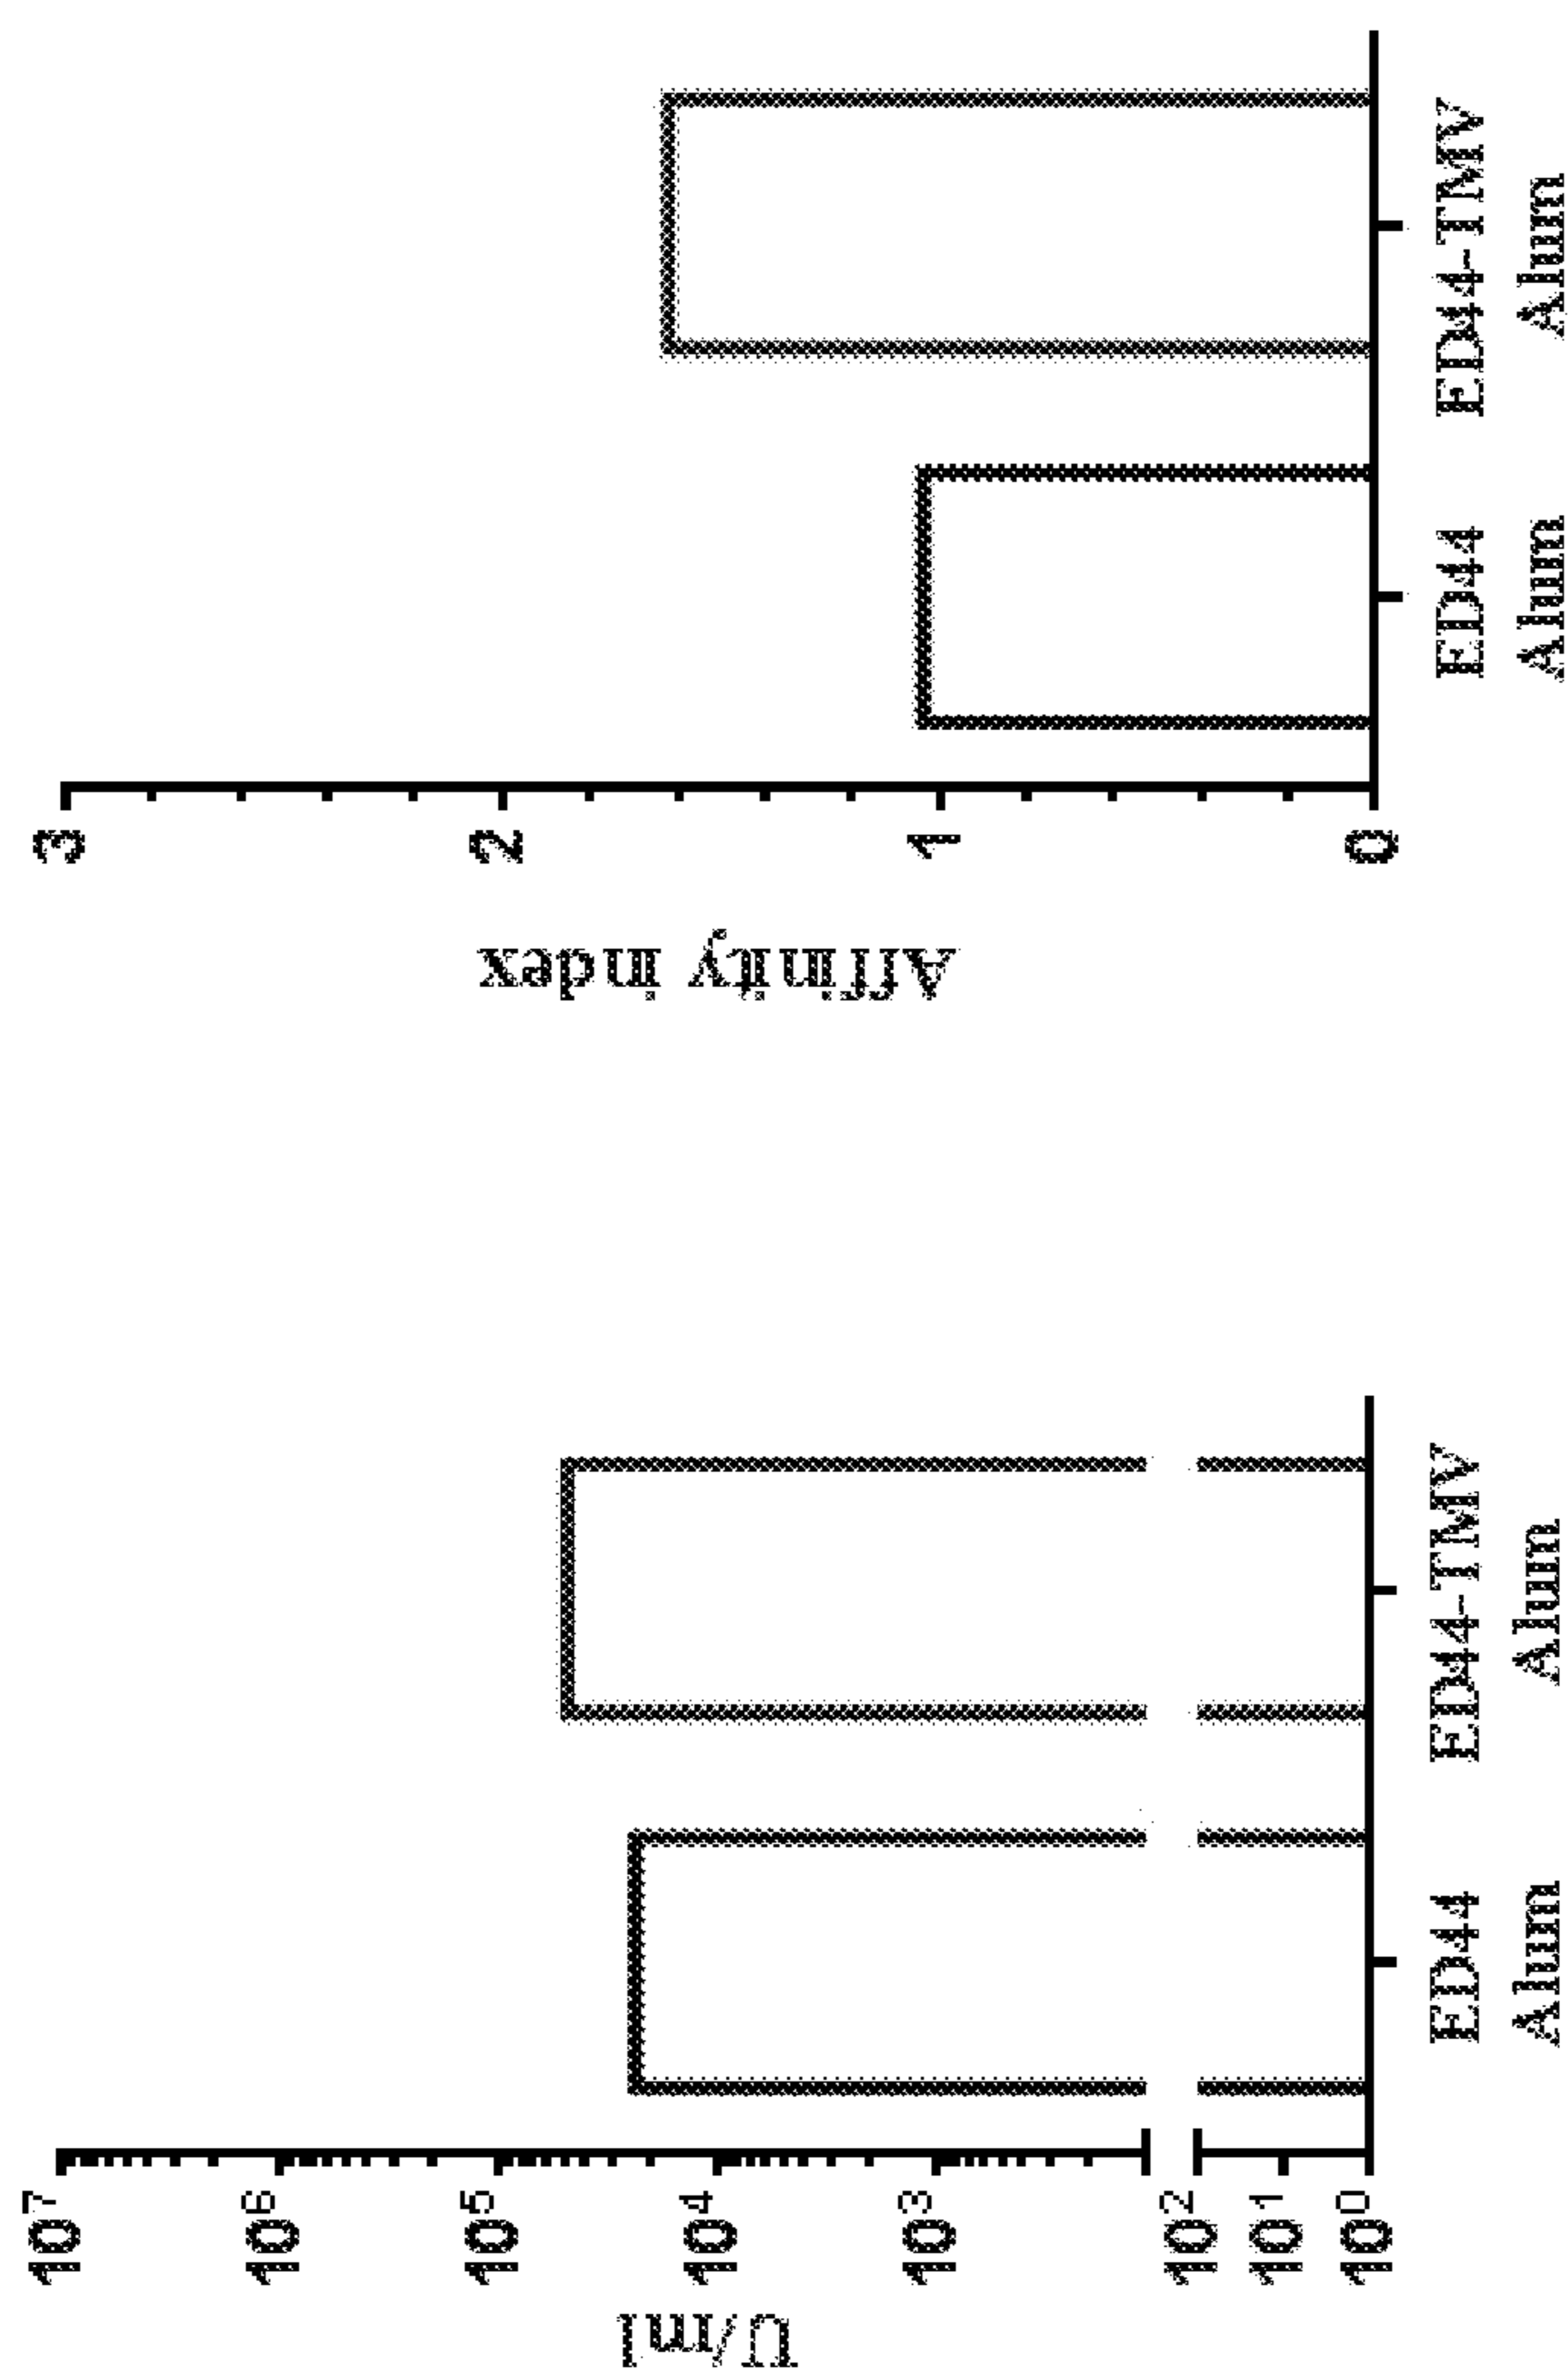 U/ml
10⁷
10⁶
10⁵
10⁴
10³
10²
10¹
10⁰
ED44
Alum
ED44-TMV
Alum
Affinity index
3
2
1
0
ED44
Alum
ED44-TMV
Alum